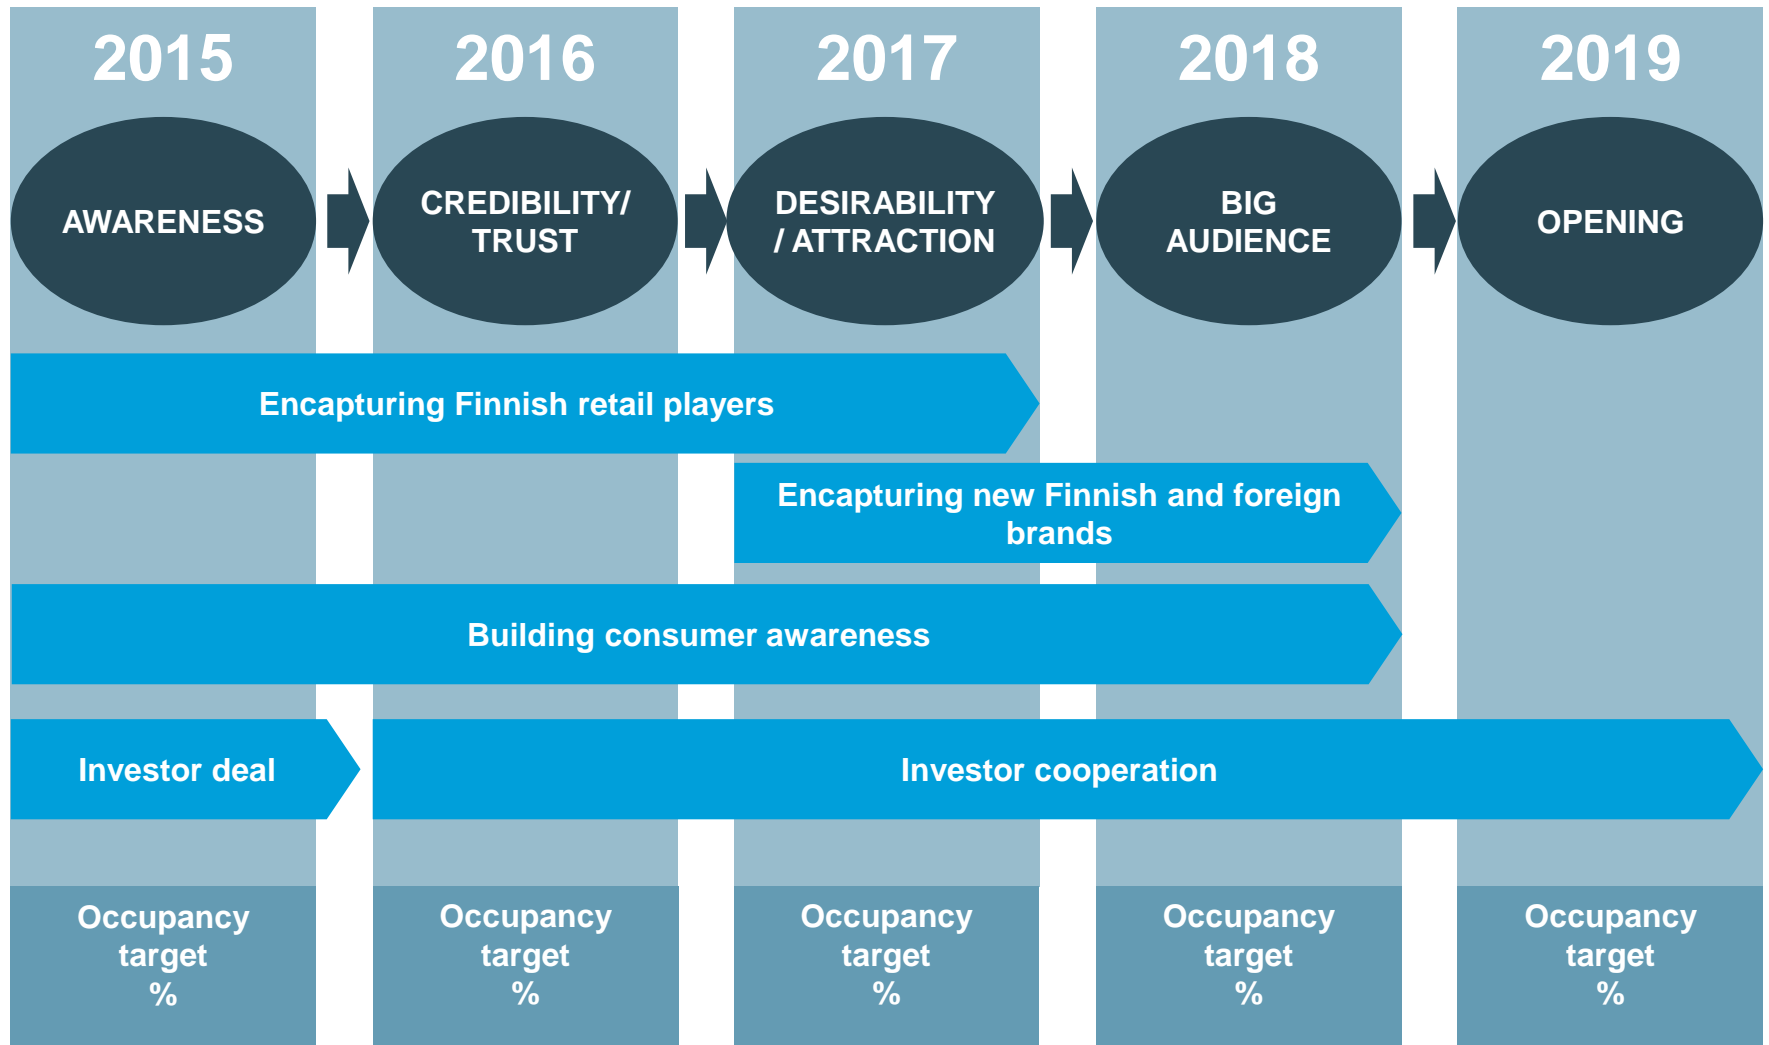 2015
2016
2017
2018
2019
AWARENESS
CREDIBILITY/
TRUST
DESIRABILITY
/ ATTRACTION
BIG
AUDIENCE
OPENING
Encapturing Finnish retail players
Encapturing new Finnish and foreign
brands
Building consumer awareness
Investor deal
Investor cooperation
Occupancy
target
%
Occupancy
target
%
Occupancy
target
%
Occupancy
target
%
Occupancy
target
%